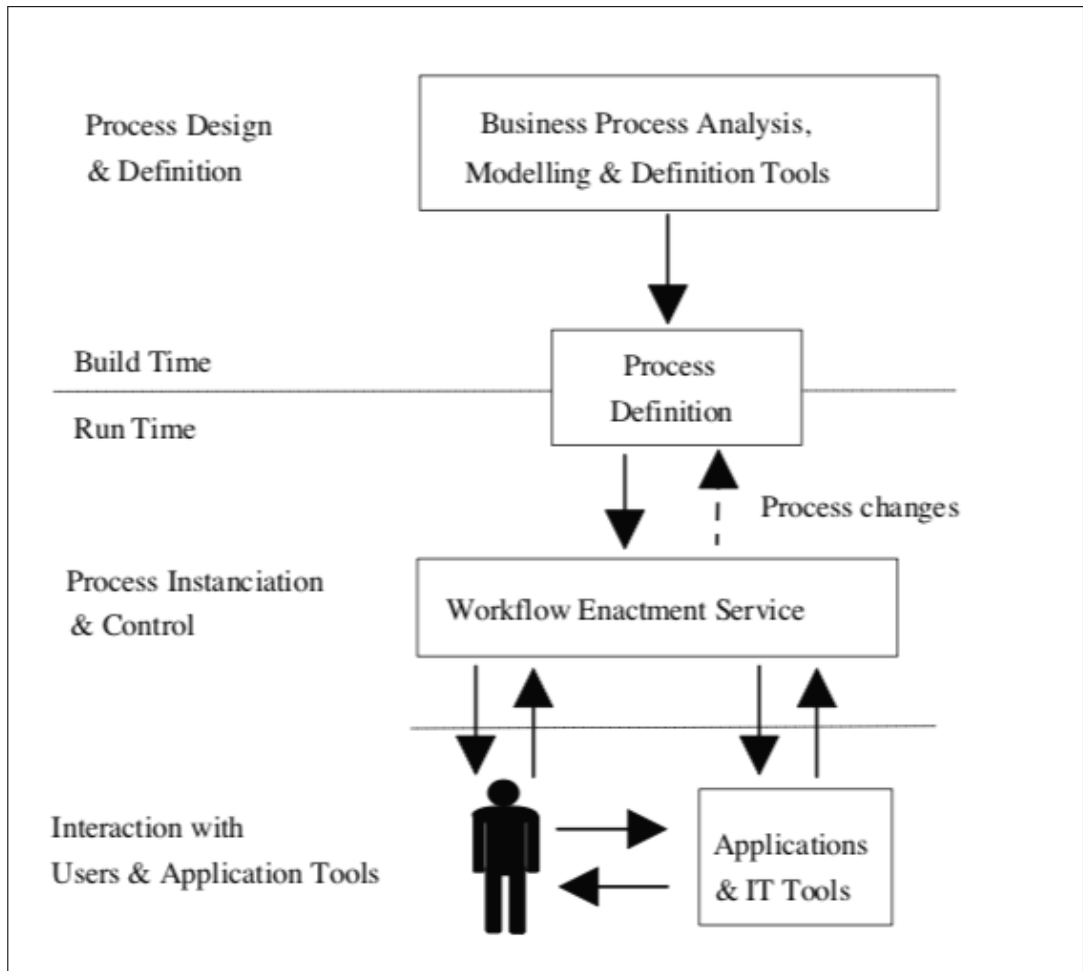 Process Design
& Definition
Business Process Analysis,
Modelling & Definition Tools
Build Time
Run Time
Process
Definition
Process changes
Process Instanciation
& Control
Workflow Enactment Service
Interaction with
Users & Application Tools
Applications
& IT Tools